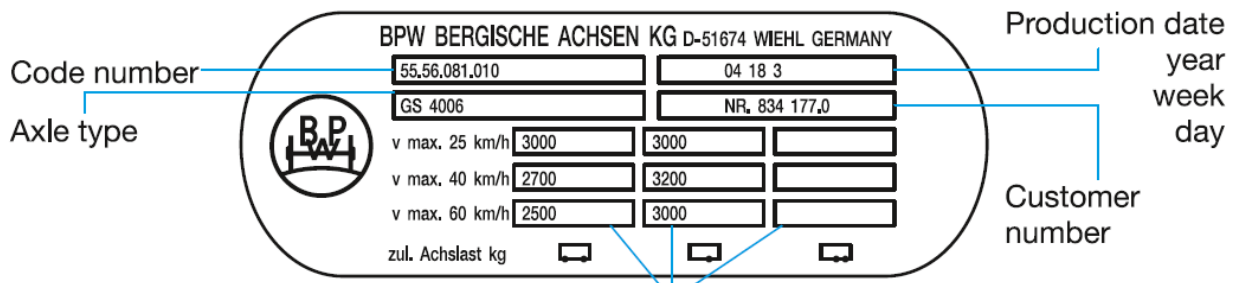 BPW BERGISCHE ACHSEN KG D-51674 WIEHL GERMANY
Production date
year
week
day
Code number
55.56.081.010
04 18 3
Axle type
GS 4006
NR. 834 177.0
BPW
v max. 25 km/h 3000 3000
v max. 40 km/h 2700 3200
v max. 60 km/h 2500 3000
Customer
number
zul. Achslast kg